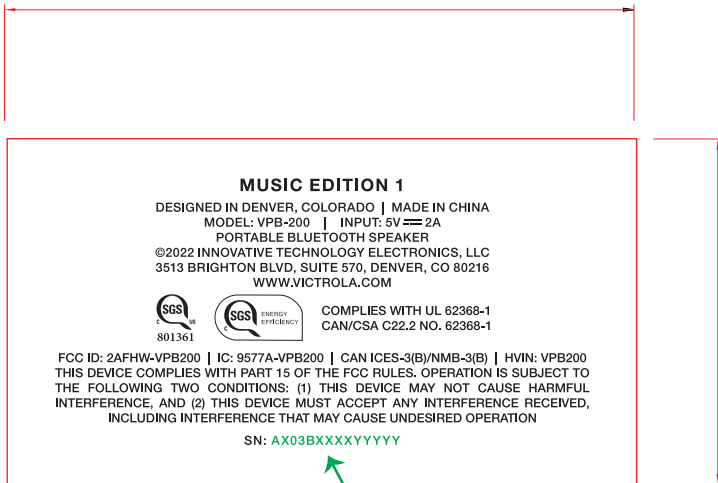 MUSIC EDITION 1
DESIGNED IN DENVER, COLORADO | MADE IN CHINA
MODEL: VPB-200 | INPUT: 5V⎓2A
PORTABLE BLUETOOTH SPEAKER
©2022 INNOVATIVE TECHNOLOGY ELECTRONICS, LLC
3513 BRIGHTON BLVD, SUITE 570, DENVER, CO 80216
WWW.VICTROLA.COM
SGS
C US
801361
SGS
C
ENERGY
EFFICIENCY
COMPLIES WITH UL 62368-1
CAN/CSA C22.2 NO. 62368-1
FCC ID: 2AFHW-VPB200 | IC: 9577A-VPB200 | CAN ICES-3(B)/NMB-3(B) | HVIN: VPB200
THIS DEVICE COMPLIES WITH PART 15 OF THE FCC RULES. OPERATION IS SUBJECT TO
THE FOLLOWING TWO CONDITIONS: (1) THIS DEVICE MAY NOT CAUSE HARMFUL
INTERFERENCE, AND (2) THIS DEVICE MUST ACCEPT ANY INTERFERENCE RECEIVED,
INCLUDING INTERFERENCE THAT MAY CAUSE UNDESIRED OPERATION
SN: AX03BXXXXYYYYY